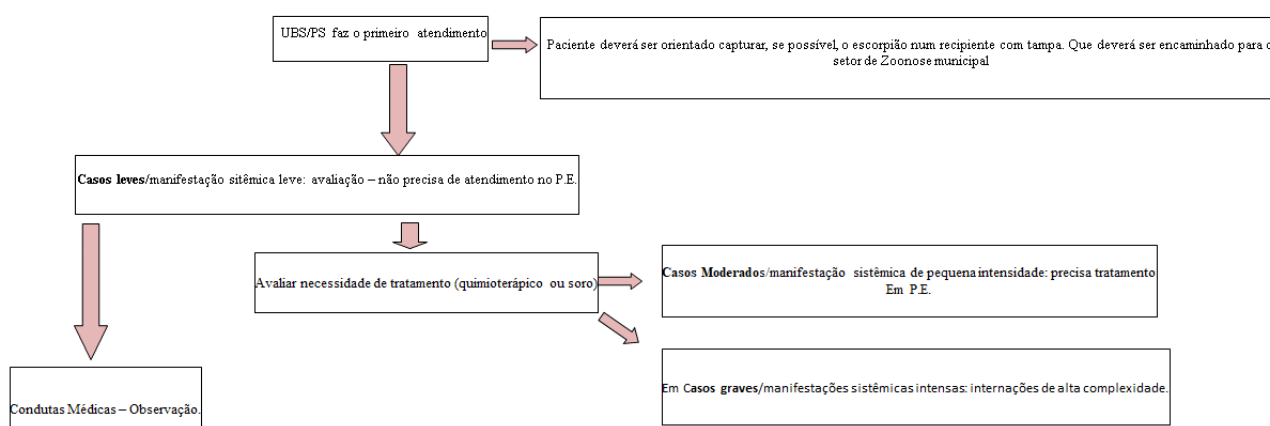 UBS/PS faz o primeiro atendimento
Paciente deverá ser orientado capturar, se possível, o escorpião num recipiente com tampa. Que deverá ser encaminhado para o
setor de Zoonose municipal
Casos leves/manifestação sitêmica leve: avaliação – não precisa de atendimento no P.E.
Avaliar necessidade de tratamento (quimioterápico ou soro)
Casos Moderados/manifestação sistêmica de pequena intensidade: precisa tratamento
Em P.E.
Em Casos graves/manifestações sistêmicas intensas: internações de alta complexidade.
Condutas Médicas – Observação.